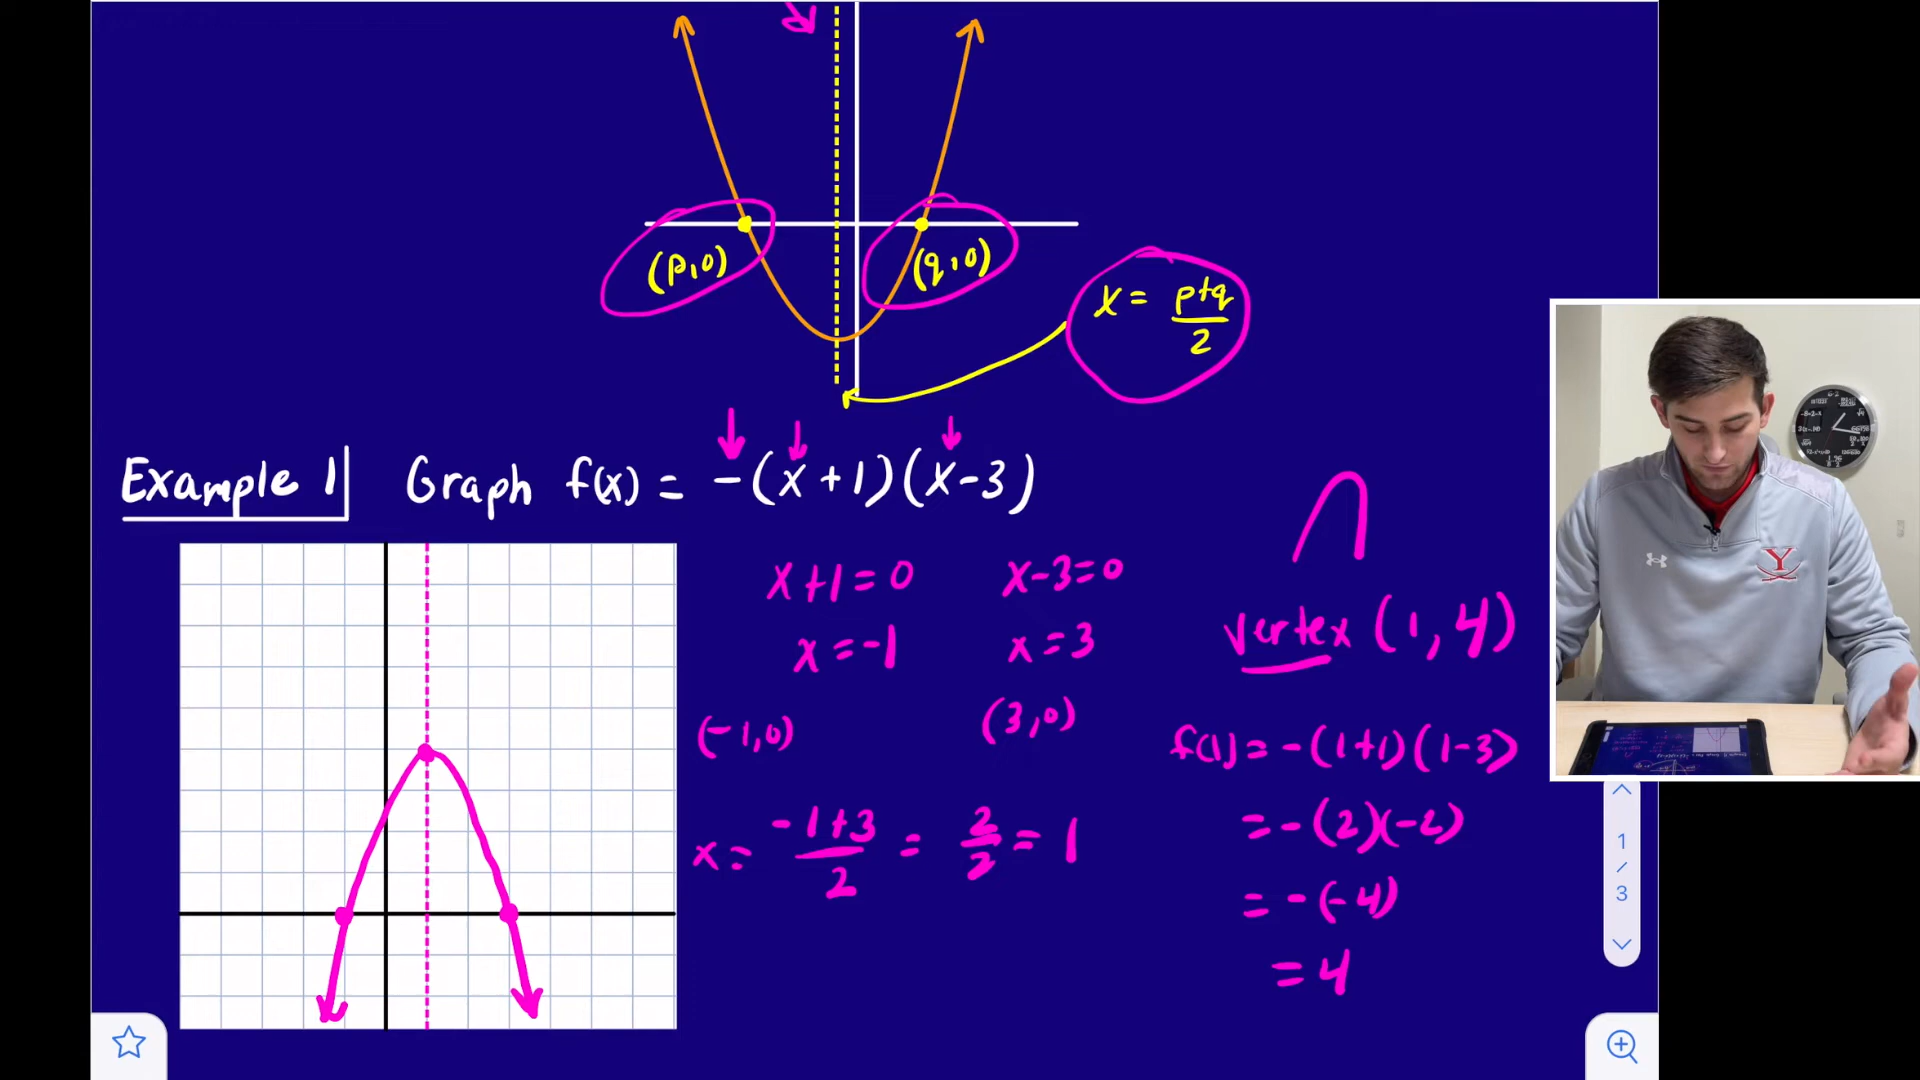 (p,0)
(q,0)
x = p+q/2
Example 1 Graph f(x) = -(x+1)(x-3)
x+1=0
x=-1
(-1,0)
x-3=0
x=3
(3,0)
x= -1+3/2 = 2/2 = 1
vertex (1,4)
f(1)= -(1+1)(1-3)
= -(2)(-2)
= -(-4)
= 4
Y
1
/
3